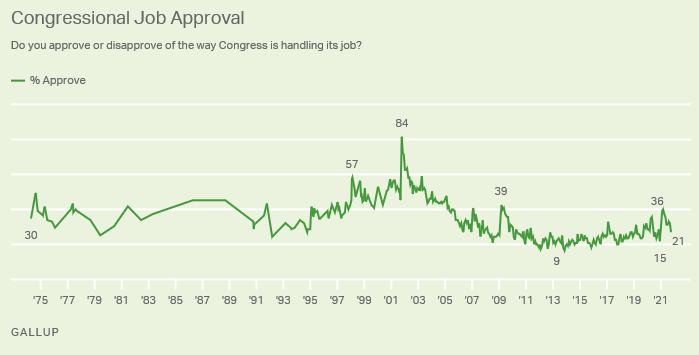 Congressional Job Approval
Do you approve or disapprove of the way Congress is handling its job?
% Approve
84
57
39
36
30
21
15
9
'75 '77 '79 '81 '83 '85 '87 '89 '91 '93 '95 '97 '99 '01 '03 '05 '07 '09 '11 '13 '15 '17 '19 '21
GALLUP